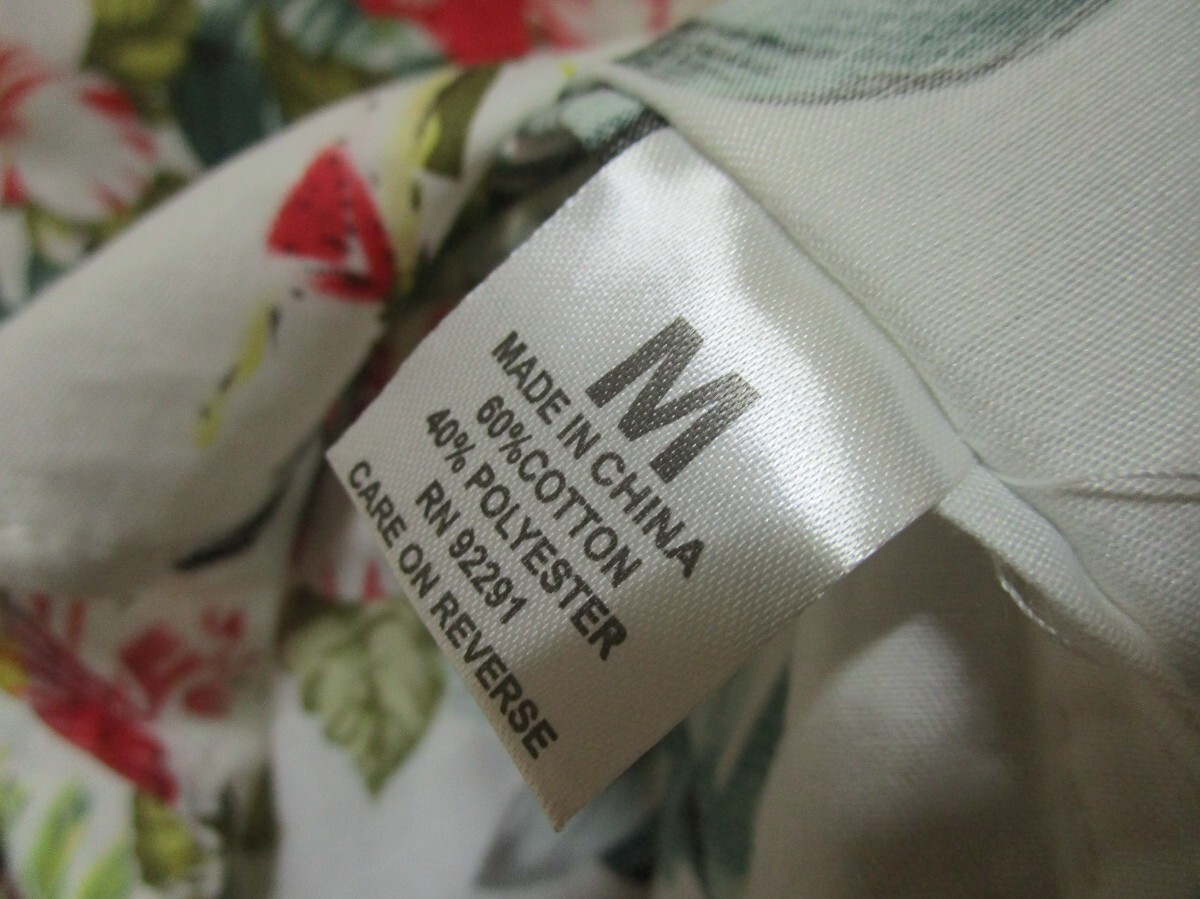 M
MADE IN CHINA
60%COTTON
40% POLYESTER
RN 92291
CARE ON REVERSE